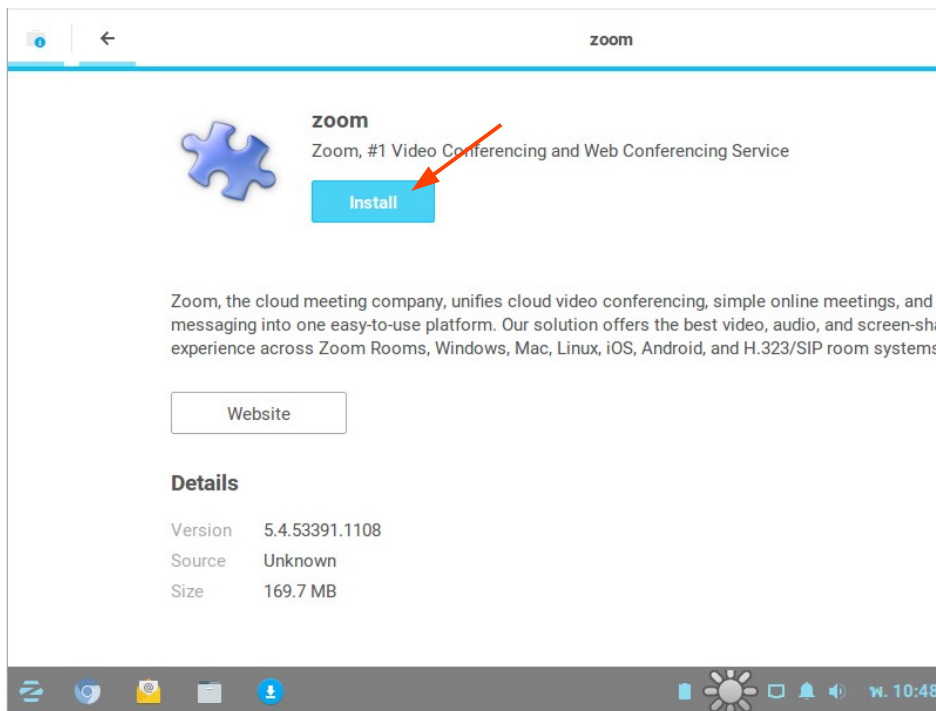 zoom
zoom
Zoom, #1 Video Conferencing and Web Conferencing Service
Install
Zoom, the cloud meeting company, unifies cloud video conferencing, simple online meetings, and
messaging into one easy-to-use platform. Our solution offers the best video, audio, and screen-sha
experience across Zoom Rooms, Windows, Mac, Linux, iOS, Android, and H.323/SIP room systems
Website
Details
Version 5.4.53391.1108
Source Unknown
Size 169.7 MB
พ. 10:48